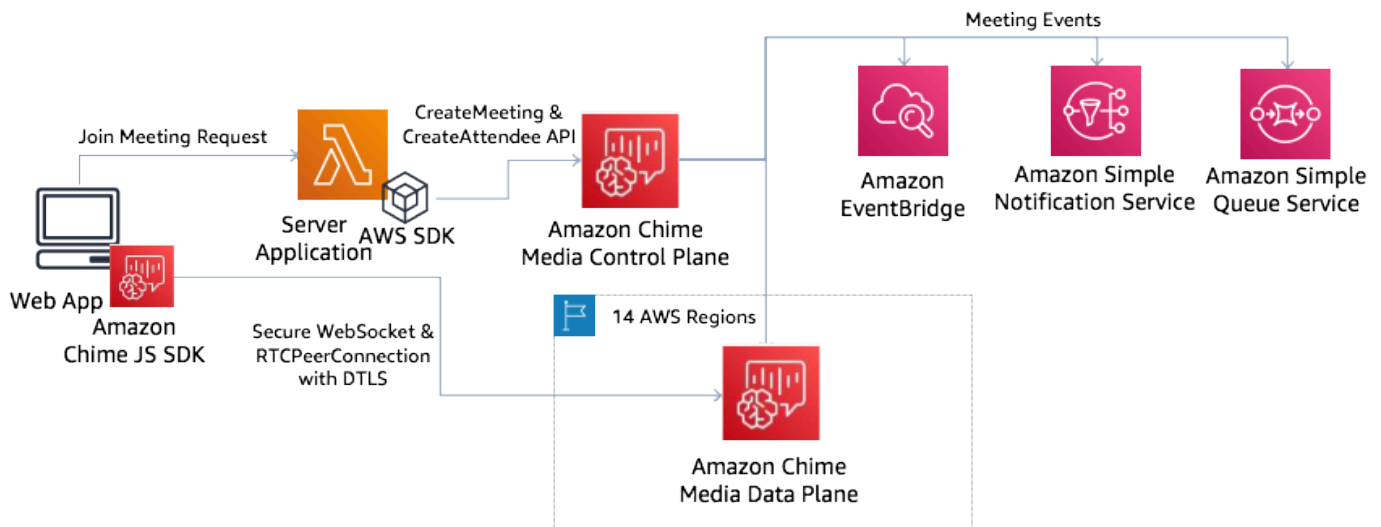 Meeting Events
CreateMeeting &
CreateAttendee API
Join Meeting Request
Amazon
EventBridge
Amazon Simple
Notification Service
Amazon Simple
Queue Service
Server
Application
AWS SDK
Amazon Chime
Media Control Plane
Web App
Amazon
Chime JS SDK
14 AWS Regions
Secure WebSocket &
RTCPeerConnection
with DTLS
Amazon Chime
Media Data Plane